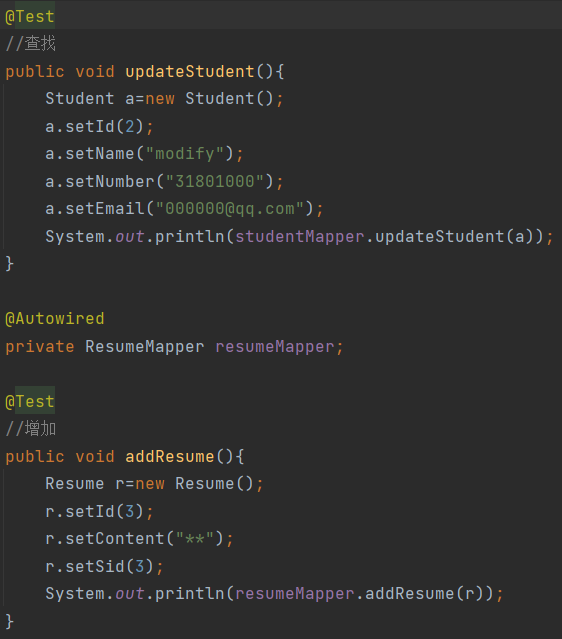 @Test
//查找
public void updateStudent(){
    Student a=new Student();
    a.setId(2);
    a.setName("modify");
    a.setNumber("31801000");
    a.setEmail("000000@qq.com");
    System.out.println(studentMapper.updateStudent(a));
}
@Autowired
private ResumeMapper resumeMapper;
@Test
//增加
public void addResume(){
    Resume r=new Resume();
    r.setId(3);
    r.setContent("**");
    r.setSid(3);
    System.out.println(resumeMapper.addResume(r));
}